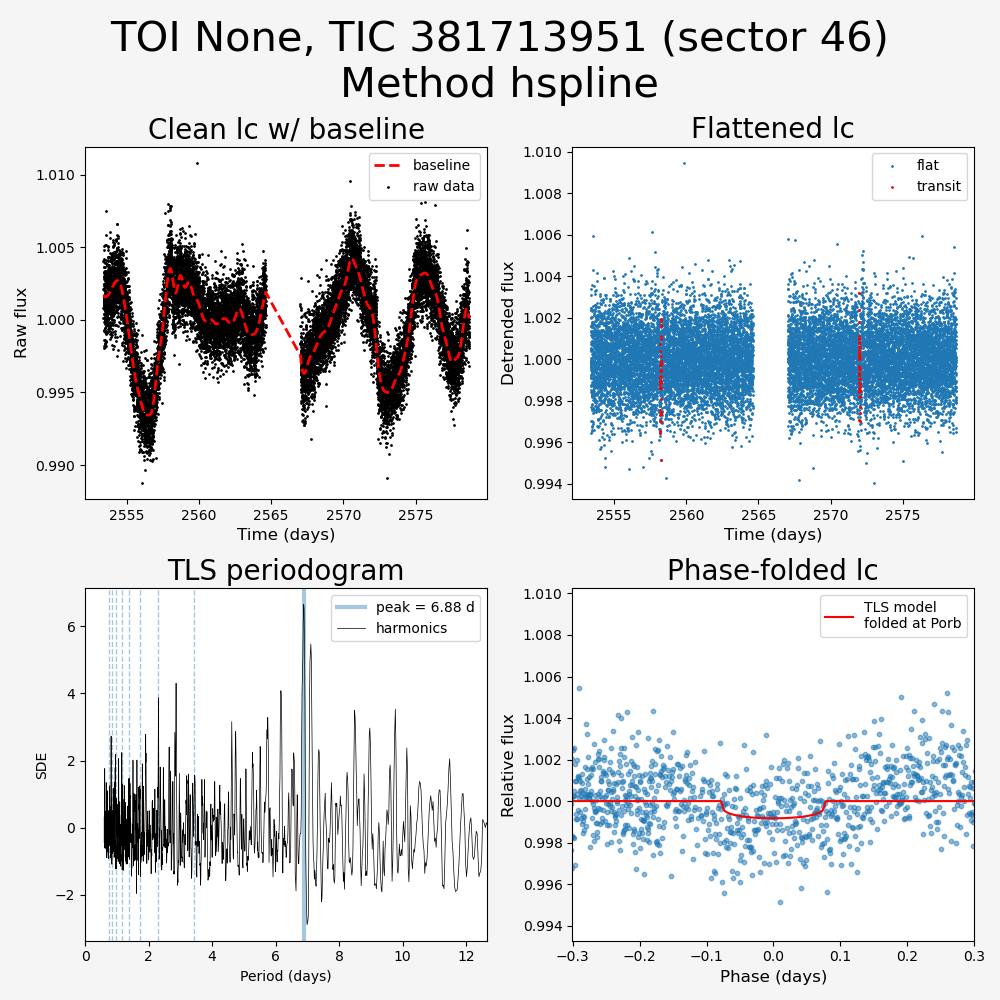 TOI None, TIC 381713951 (sector 46)
Method hspline
Clean lc w/ baseline
Raw flux
1.010
1.005
1.000
0.995
0.990
baseline
raw data
2555
2560
2565
2570
2575
Time (days)
Flattened lc
Detrended flux
1.010
1.008
1.006
1.004
1.002
1.000
0.998
0.996
0.994
flat
transit
2555
2560
2565
2570
2575
Time (days)
TLS periodogram
SDE
6
4
2
0
−2
peak = 6.88 d
harmonics
0
2
4
6
8
10
12
Period (days)
Phase-folded lc
Relative flux
1.010
1.008
1.006
1.004
1.002
1.000
0.998
0.996
0.994
TLS model
folded at Porb
−0.3
−0.2
−0.1
0.0
0.1
0.2
0.3
Phase (days)